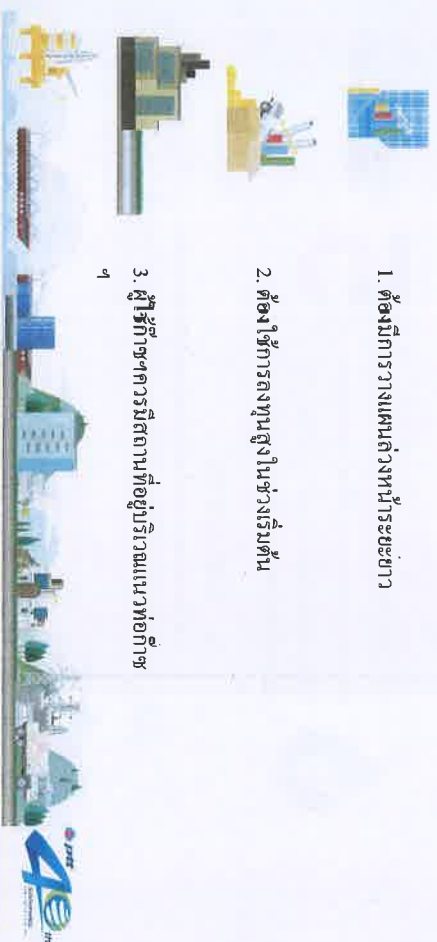 1. ต้องมีการวางแผนล่วงหน้าระยะยาว
2. ต้องใช้การลงทุนสูงในช่วงเริ่มต้น
3. ผู้ใช้ก๊าซฯควรมีสถานที่อยู่บริเวณแนวท่อก๊าซ
ฯ
ptt
40th